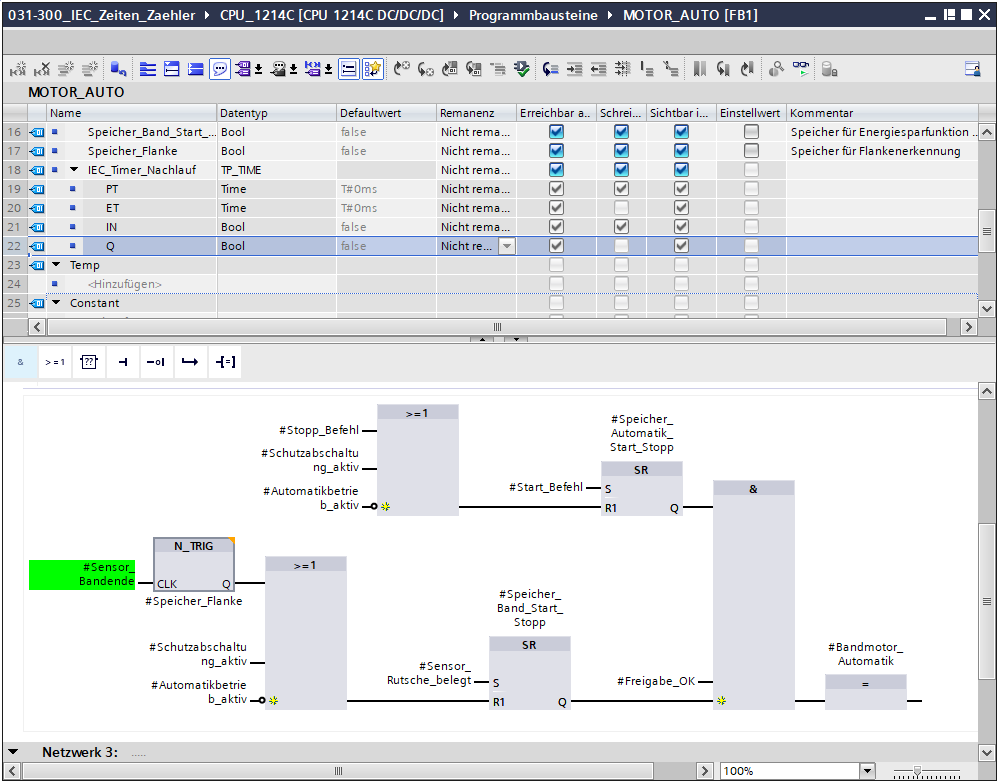 031-300_IEC_Zeiten_Zaehler ▸ CPU_1214C [CPU 1214C DC/DC/DC] ▸ Programmbausteine ▸ MOTOR_AUTO [FB1]
MOTOR_AUTO
Name Datentyp Defaultwert Remanenz Erreichbar a... Schrei... Sichtbar i... Einstellwert Kommentar
16 Speicher_Band_Start_... Bool false Nicht rema... Speicher für Energiesparfunktion ...
17 Speicher_Flanke Bool false Nicht rema... Speicher für Flankenerkennung
18 IEC_Timer_Nachlauf TP_TIME Nicht rema...
19 PT Time T#0ms Nicht rema...
20 ET Time T#0ms Nicht rema...
21 IN Bool false Nicht rema...
22 Q Bool false Nicht re...
23 Temp
24 <Hinzufügen>
25 Constant
& >=1 ?? =
>=1
#Stopp_Befehl
#Schutzabschaltu
ng_aktiv
#Automatikbetrie
b_aktiv
#Speicher_
Automatik_
Start_Stopp
SR
#Start_Befehl S
R1 Q
&
N_TRIG
#Sensor_
Bandende
CLK Q
#Speicher_Flanke
>=1
#Schutzabschaltu
ng_aktiv
#Automatikbetrie
b_aktiv
#Speicher_
Band_Start_
Stopp
SR
#Sensor_
Rutsche_belegt S
R1 Q
#Freigabe_OK
#Bandmotor_
Automatik
=
Netzwerk 3: .....
100%